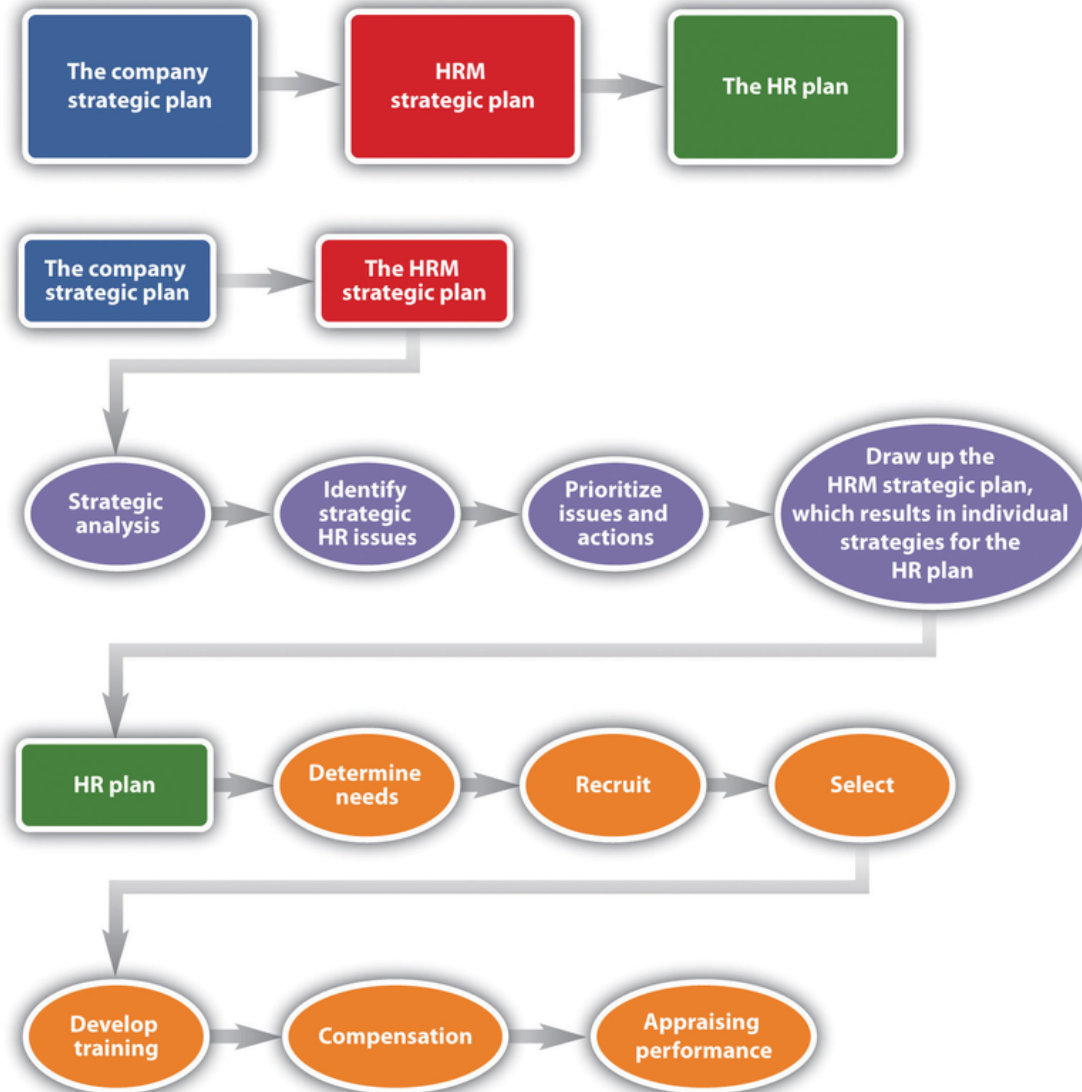 The company
strategic plan
HRM
strategic plan
The HR plan
The company
strategic plan
The HRM
strategic plan
Strategic
analysis
Identify
strategic
HR issues
Prioritize
issues and
actions
Draw up the
HRM strategic plan,
which results in individual
strategies for the
HR plan
HR plan
Determine
needs
Recruit
Select
Develop
training
Compensation
Appraising
performance